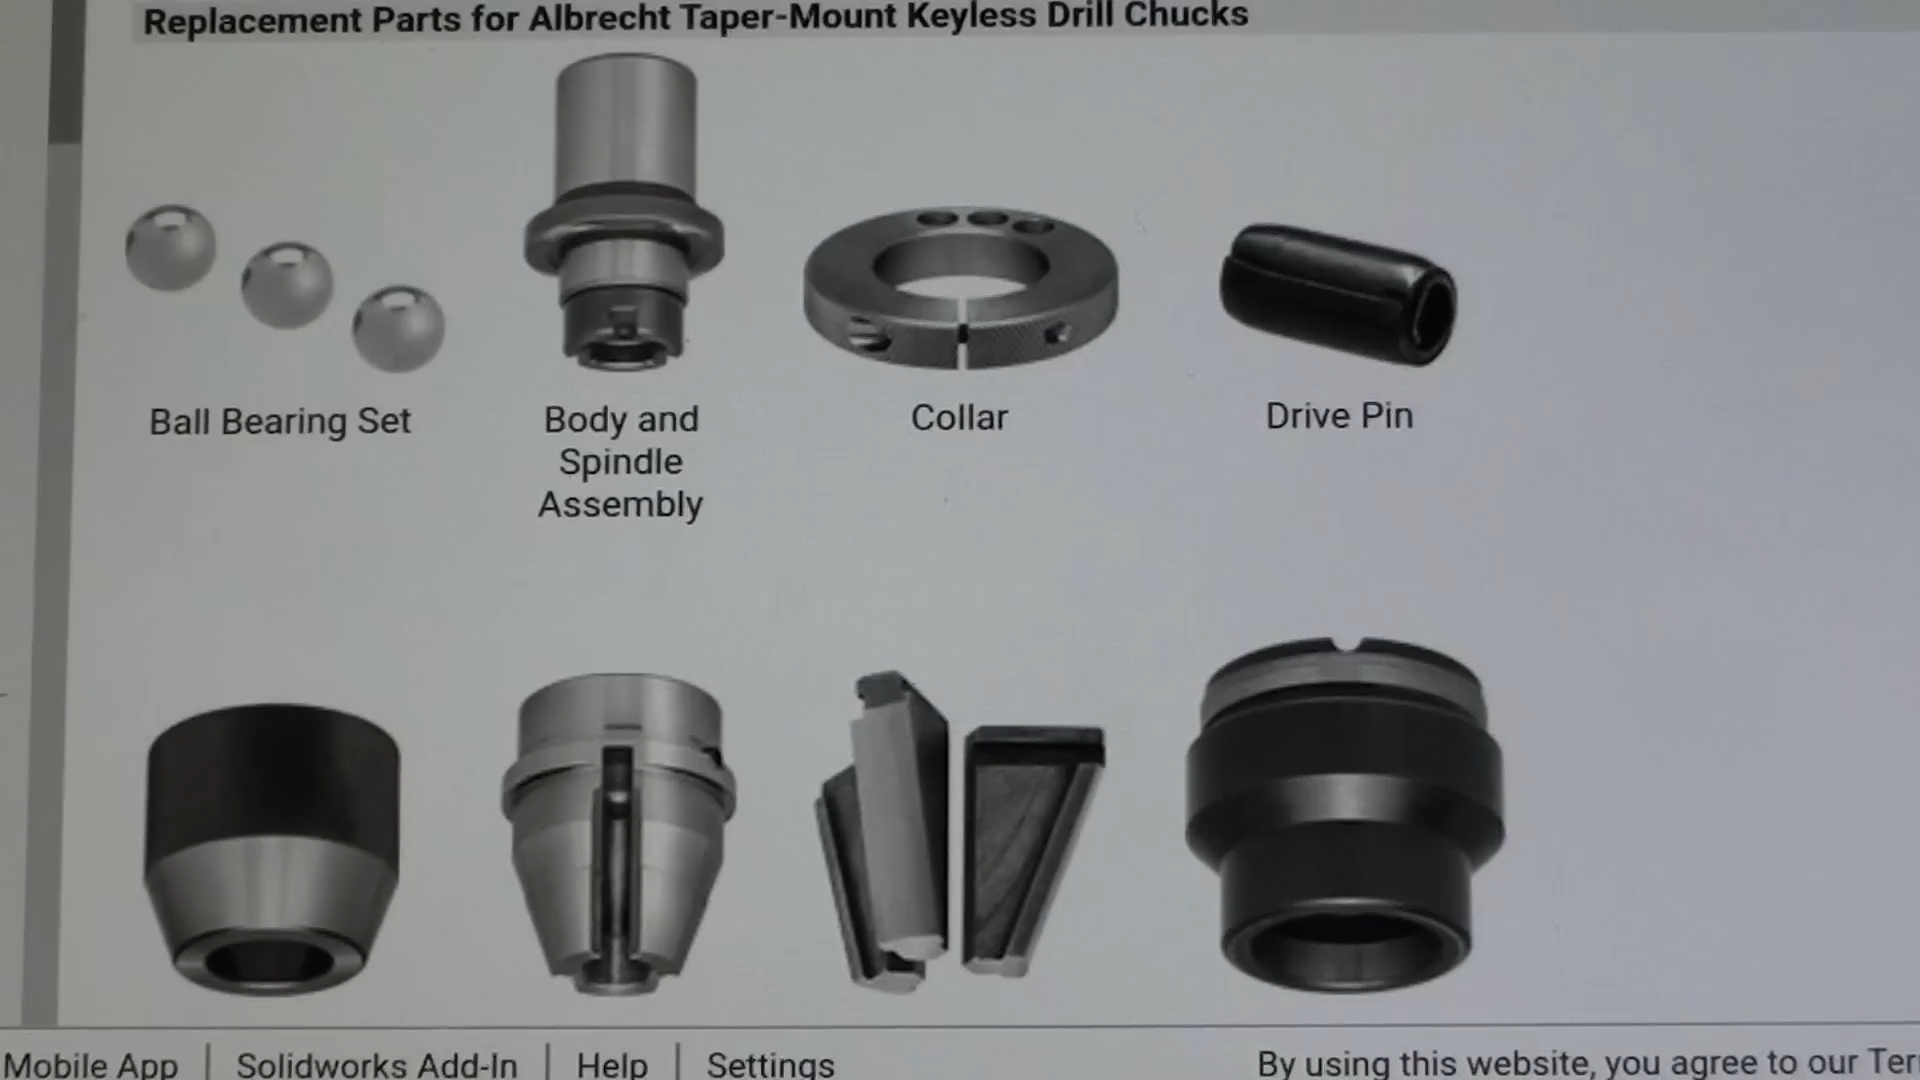 Replacement Parts for Albrecht Taper-Mount Keyless Drill Chucks
Ball Bearing Set
Body and
Spindle
Assembly
Collar
Drive Pin
Mobile App | Solidworks Add-In | Help | Settings
By using this website, you agree to our